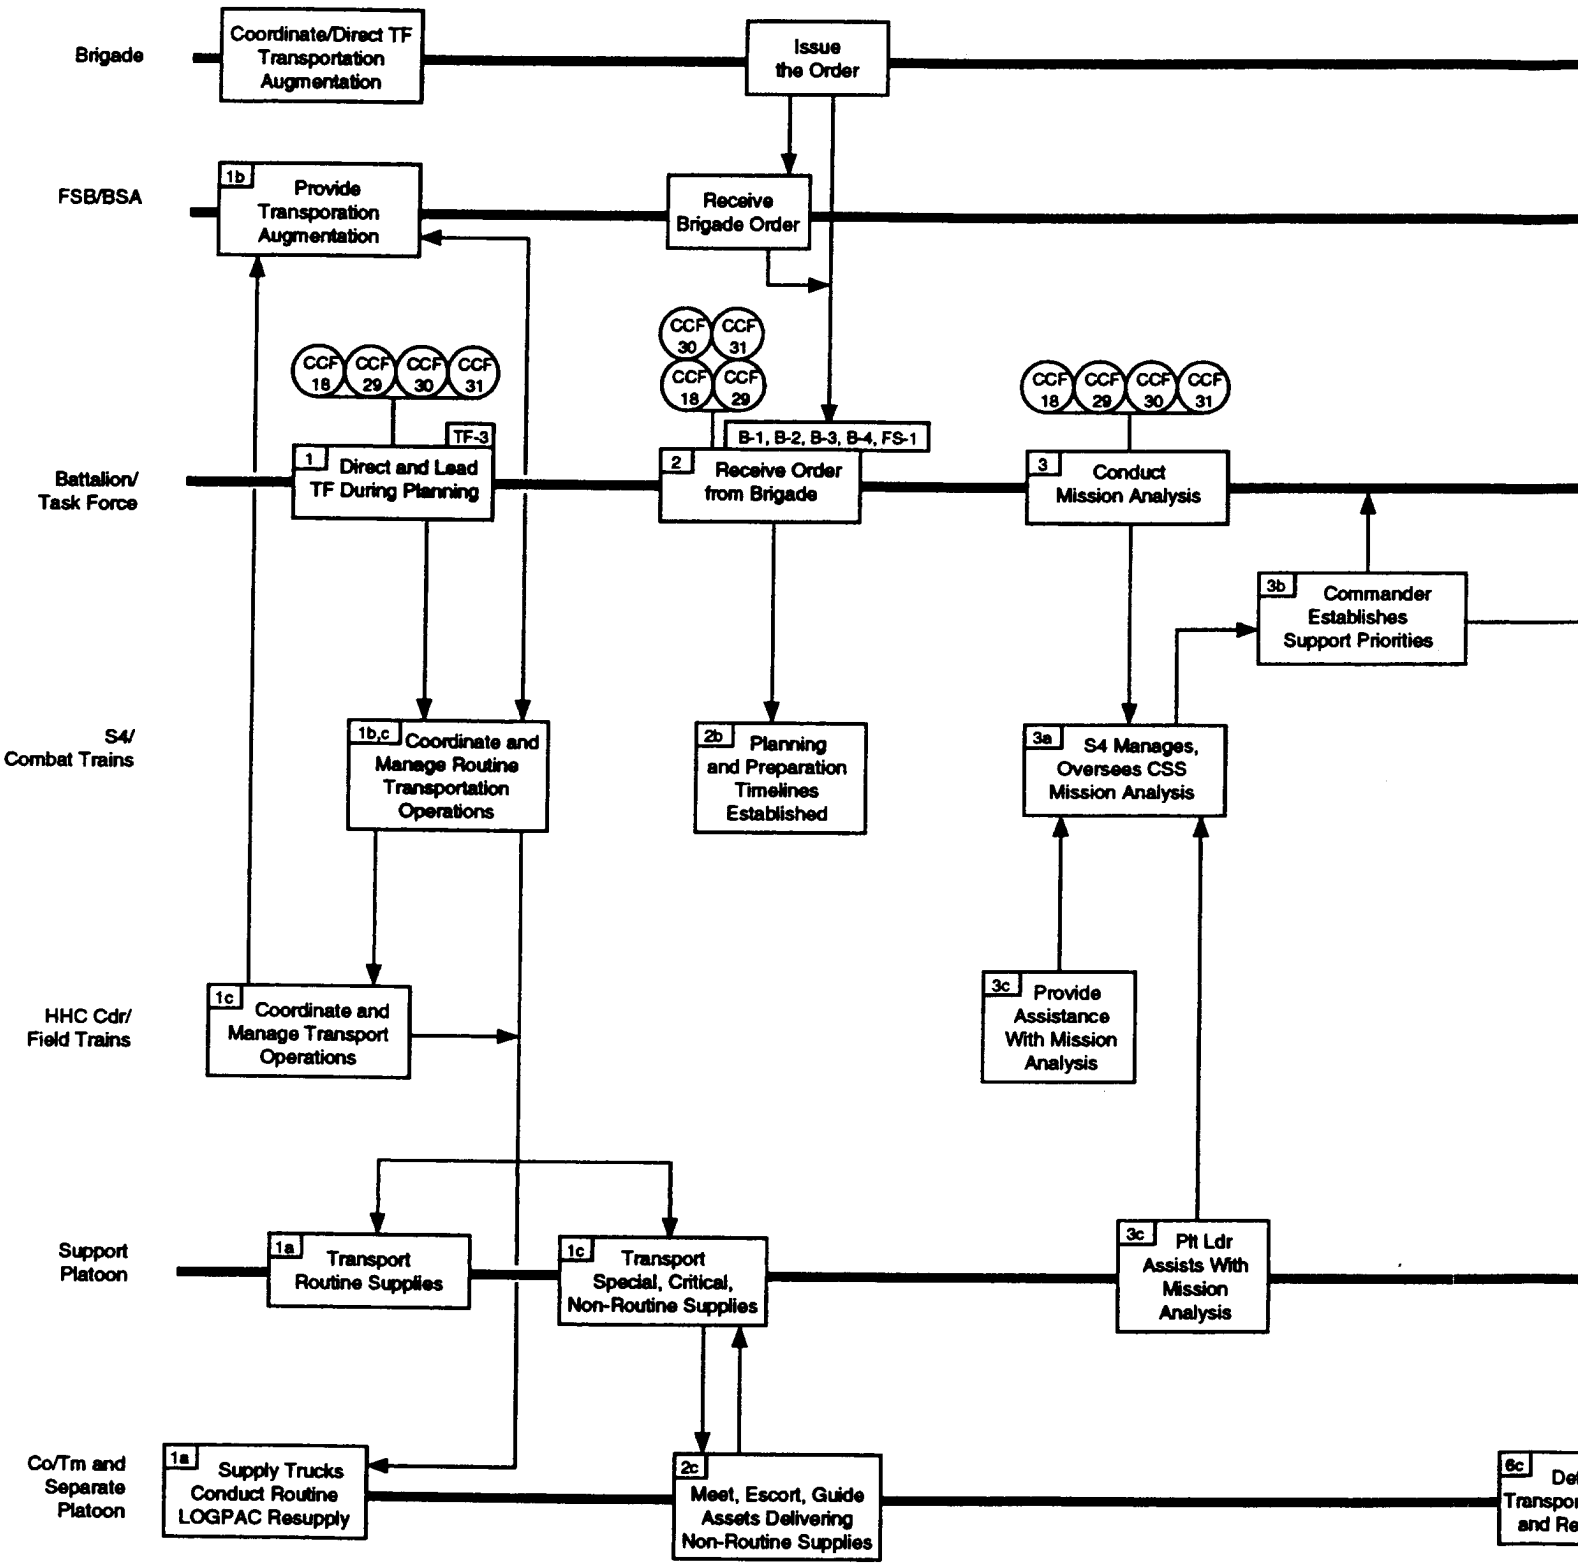 Brigade
Coordinate/Direct TF
Transportation
Augmentation
Issue
the Order
FSB/BSA
1b
Provide
Transporation
Augmentation
Receive
Brigade Order
CCF
18
CCF
29
CCF
30
CCF
31
CCF
30
CCF
31
CCF
18
CCF
29
CCF
18
CCF
29
CCF
30
CCF
31
Battalion/
Task Force
TF-3
1
Direct and Lead
TF During Planning
B-1, B-2, B-3, B-4, FS-1
2
Receive Order
from Brigade
3
Conduct
Mission Analysis
3b
Commander
Establishes
Support Priorities
S4/
Combat Trains
1b,c
Coordinate and
Manage Routine
Transportation
Operations
2b
Planning
and Preparation
Timelines
Established
3a
S4 Manages,
Oversees CSS
Mission Analysis
HHC Cdr/
Field Trains
1c
Coordinate and
Manage Transport
Operations
3c
Provide
Assistance
With Mission
Analysis
Support
Platoon
1a
Transport
Routine Supplies
1c
Transport
Special, Critical,
Non-Routine Supplies
3c
Plt Ldr
Assists With
Mission
Analysis
Co/Tm and
Separate
Platoon
1a
Supply Trucks
Conduct Routine
LOGPAC Resupply
2c
Meet, Escort, Guide
Assets Delivering
Non-Routine Supplies
6c
Det
Transpor
and Re